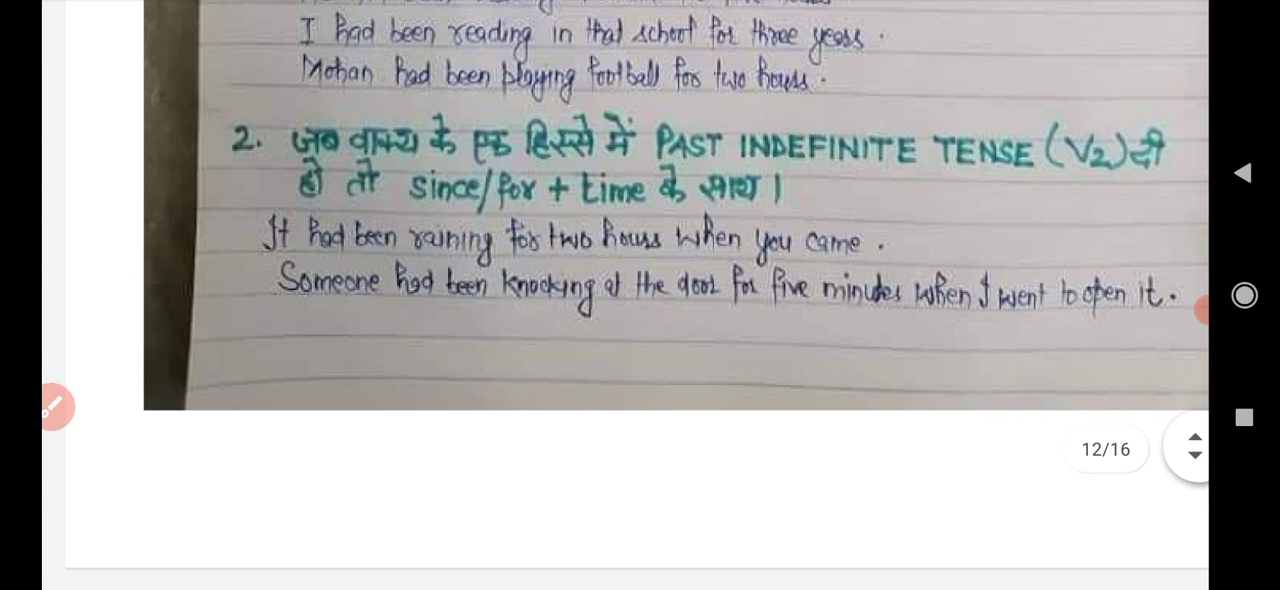 I had been reading in that school for three years.
Mohan had been playing football for two hours.
2. जब वाक्य के एक हिस्से में PAST INDEFINITE TENSE (V2) दी
हो तो since/for + time के साथ।
It had been raining for two hours when you came.
Someone had been knocking at the door for five minutes when I went to open it.
12/16